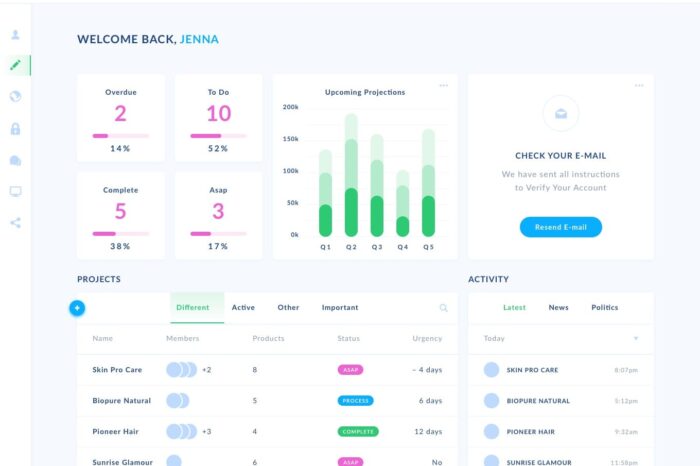 WELCOME BACK, JENNA
Overdue
2
14%
To Do
10
52%
Complete
5
38%
Asap
3
17%
Upcoming Projections
200k
150k
100k
50k
0k
Q1 Q2 Q3 Q4 Q5
CHECK YOUR E-MAIL
We have sent all instructions
to Verify Your Account
Resend E-mail
PROJECTS
Different Active Other Important
Name Members Products Status Urgency
Skin Pro Care +2 8 ASAP – 4 days
Biopure Natural 5 PROCESS 6 days
Pioneer Hair +3 4 COMPLETE 12 days
Sunrise Glamour 6 ASAP No
ACTIVITY
Latest News Politics
Today
SKIN PRO CARE 8:07pm
BIOPURE NATURAL 5:12pm
PIONEER HAIR 9:32am
SUNRISE GLAMOUR 11:58pm